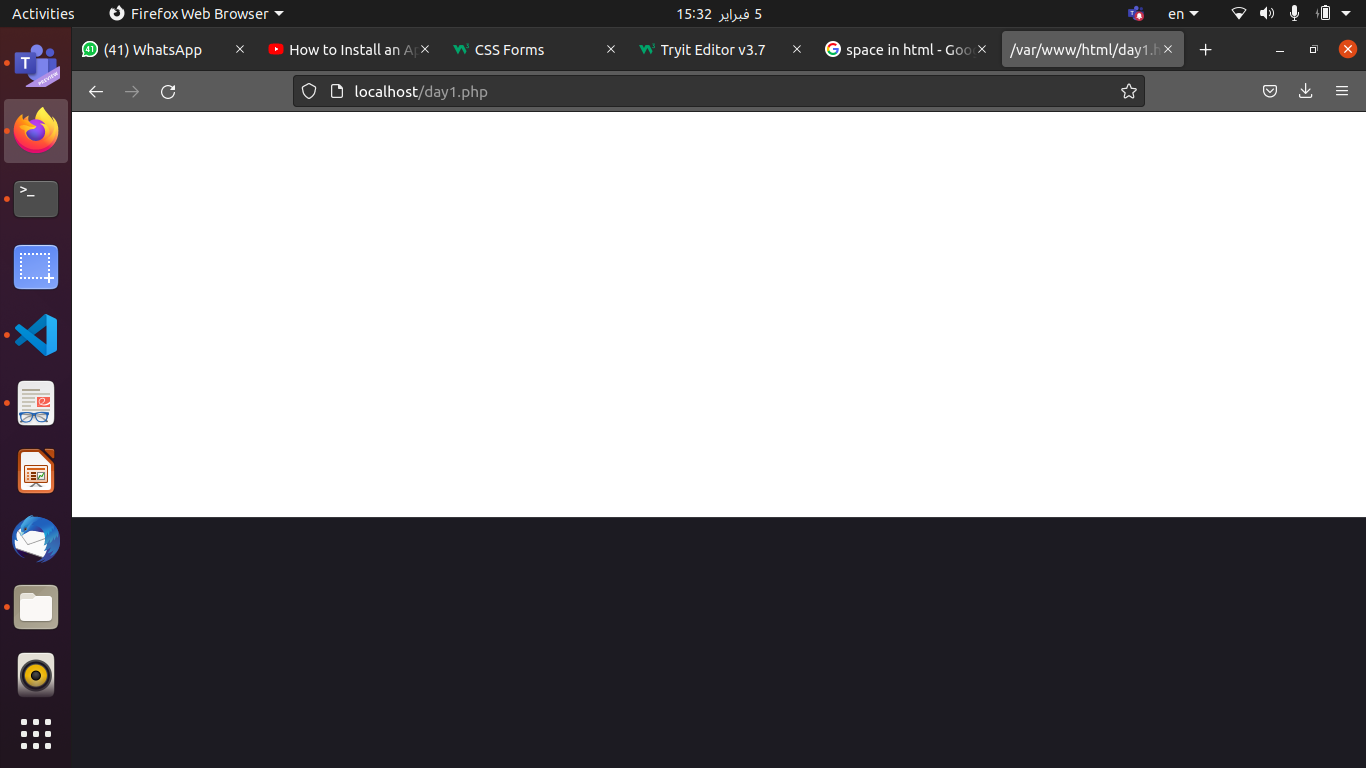 Activities
Firefox Web Browser
5 فبراير 15:32
en
(41) WhatsApp
How to Install an Ap
CSS Forms
Tryit Editor v3.7
space in html - Goo
/var/www/html/day1.h
localhost/day1.php
T
PREVIEW
>_